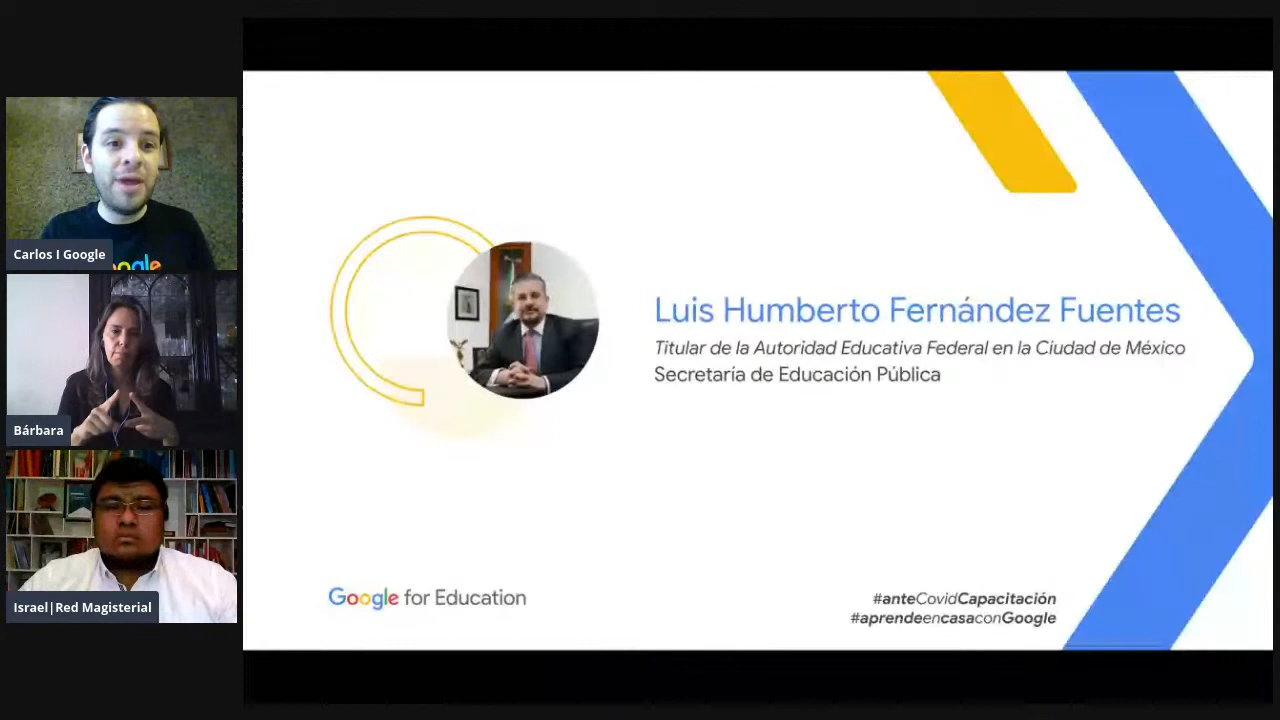 ogle
Carlos I Google
Bárbara
Israel|Red Magisterial
Luis Humberto Fernández Fuentes
Titular de la Autoridad Educativa Federal en la Ciudad de México
Secretaría de Educación Pública
Google for Education
#anteCovidCapacitación
#aprendeencasaconGoogle